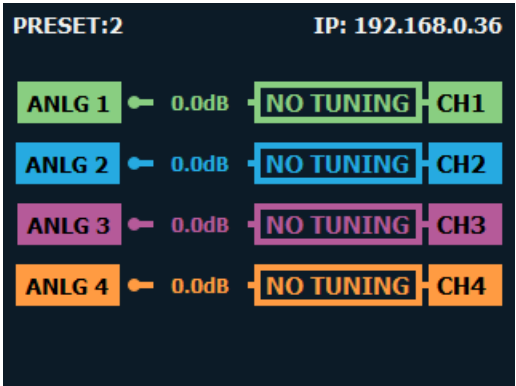 PRESET:2 IP: 192.168.0.36
ANLG 1 0.0dB NO TUNING CH1
ANLG 2 0.0dB NO TUNING CH2
ANLG 3 0.0dB NO TUNING CH3
ANLG 4 0.0dB NO TUNING CH4